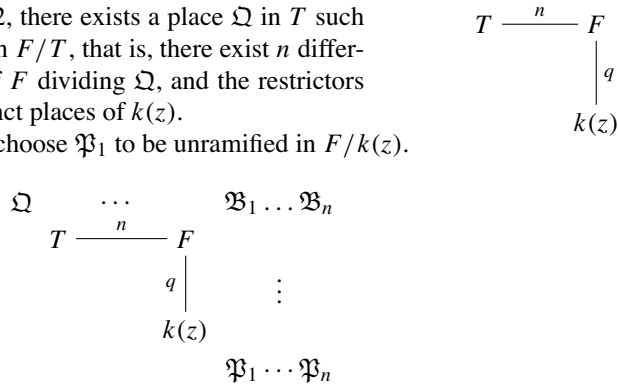 2, there exists a place 𝔔 in T such
n F/T, that is, there exist n differ-
f F dividing 𝔔, and the restrictors
nct places of k(z).
choose 𝔓₁ to be unramified in F/k(z).
n
T F
q
k(z)
𝔔 ··· 𝔅₁ … 𝔅ₙ
n
T F
q ⋮
k(z)
𝔓₁ ··· 𝔓ₙ